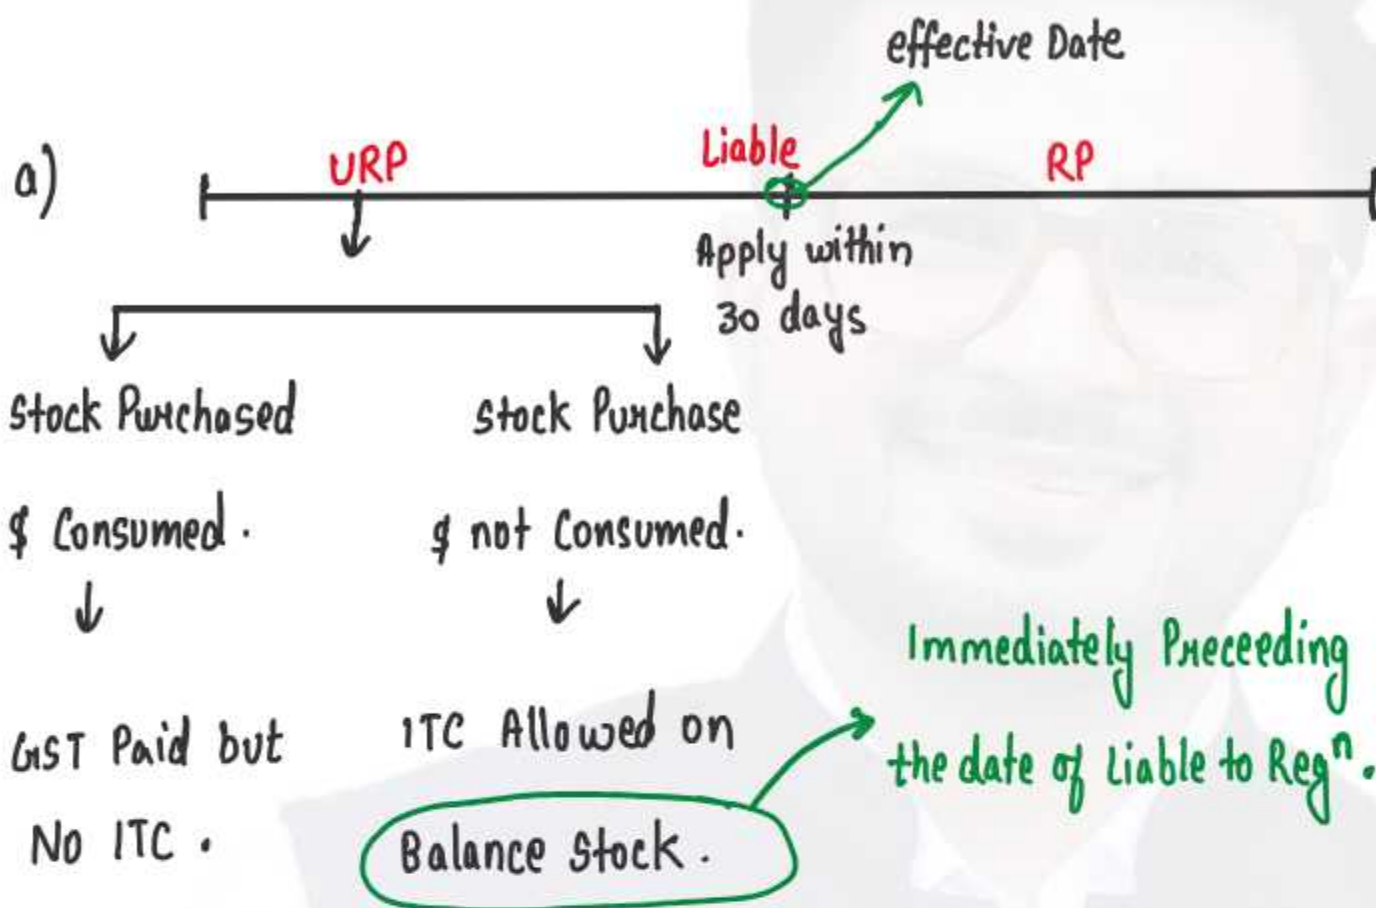 effective Date
a)
URP
Liable
RP
Apply within
30 days
Stock Purchased
$ Consumed.
GST Paid but
No ITC.
Stock Purchase
$ not Consumed.
ITC Allowed on
Balance Stock.
Immediately Preceeding
the date of Liable to Regⁿ.